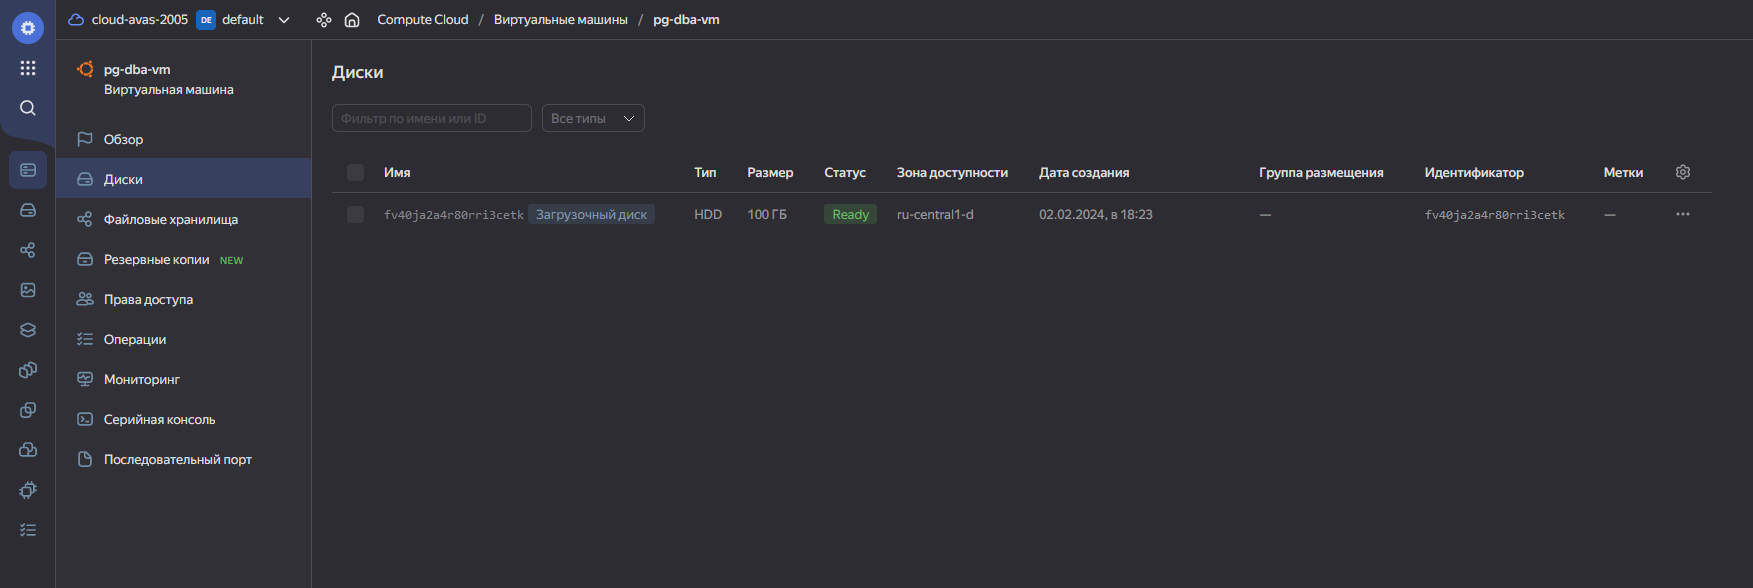 cloud-avas-2005 DE default Compute Cloud / Виртуальные машины / pg-dba-vm
pg-dba-vm
Виртуальная машина
Обзор
Диски
Файловые хранилища
Резервные копии NEW
Права доступа
Операции
Мониторинг
Серийная консоль
Последовательный порт
Диски
Фильтр по имени или ID Все типы
Имя Тип Размер Статус Зона доступности Дата создания Группа размещения Идентификатор Метки
fv40ja2a4r80rri3cetk Загрузочный диск HDD 100 ГБ Ready ru-central1-d 02.02.2024, в 18:23 — fv40ja2a4r80rri3cetk —